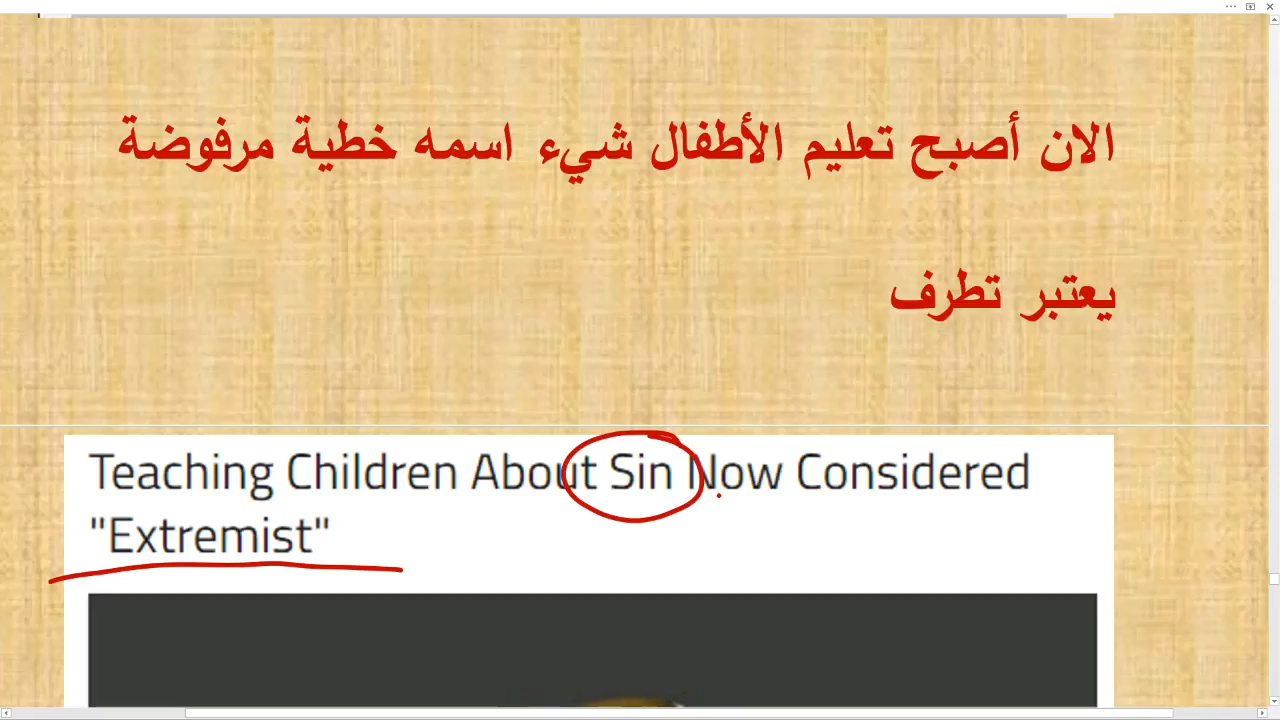 الان أصبح تعليم الأطفال شيء اسمه خطية مرفوضة
يعتبر تطرف
Teaching Children About Sin Now Considered
"Extremist"